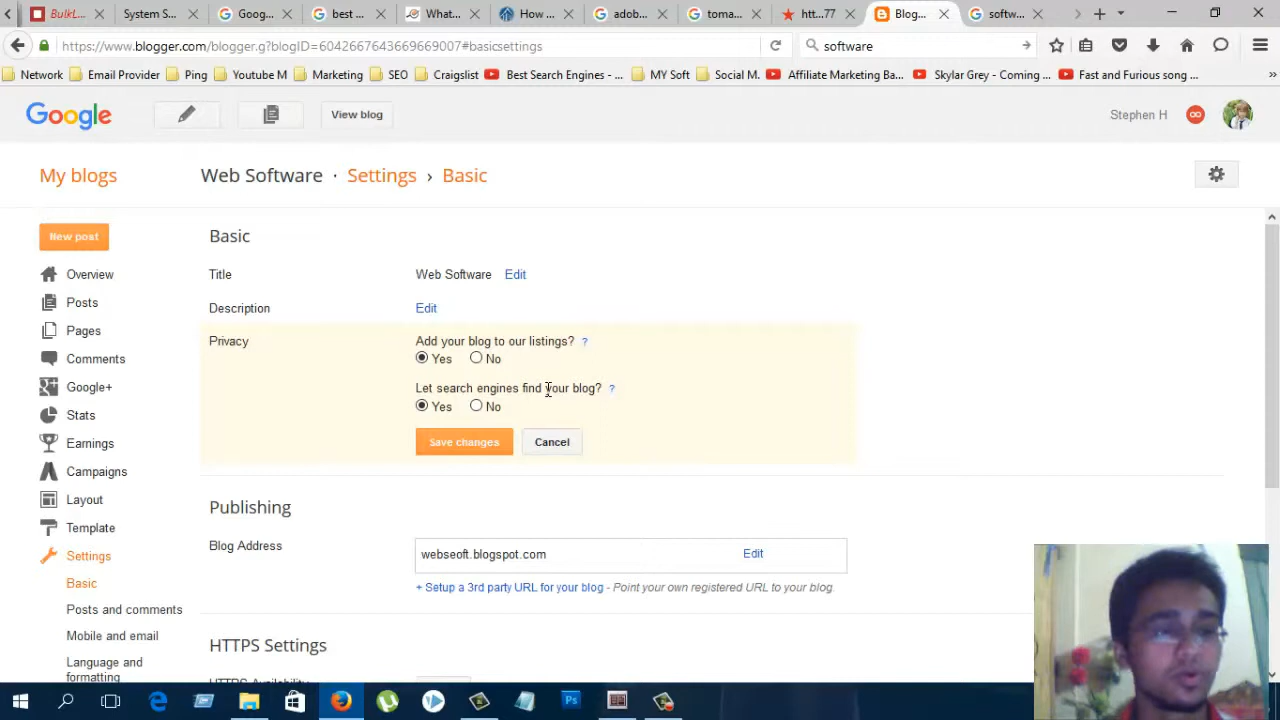 BulkL...
System S...
Goog...
best ...
What...
How ...
adob...
toma...
htt...77
Blog...
softw...
https://www.blogger.com/blogger.g?blogID=6042667643669669007#basicsettings
software
Network
Email Provider
Ping
Youtube M
Marketing
SEO
Craigslist
Best Search Engines - ...
MY Soft
Social M.
Affiliate Marketing Ba...
Skylar Grey - Coming ...
Fast and Furious song ...
Google
View blog
Stephen H
My blogs
Web Software · Settings › Basic
New post
Overview
Posts
Pages
Comments
Google+
Stats
Earnings
Campaigns
Layout
Template
Settings
Basic
Posts and comments
Mobile and email
Language and
formatting
Basic
Title
Web Software Edit
Description
Edit
Privacy
Add your blog to our listings? ?
Yes No
Let search engines find your blog? ?
Yes No
Save changes
Cancel
Publishing
Blog Address
webseoft.blogspot.com
Edit
+ Setup a 3rd party URL for your blog - Point your own registered URL to your blog.
HTTPS Settings
HTTPS Availability
Ps